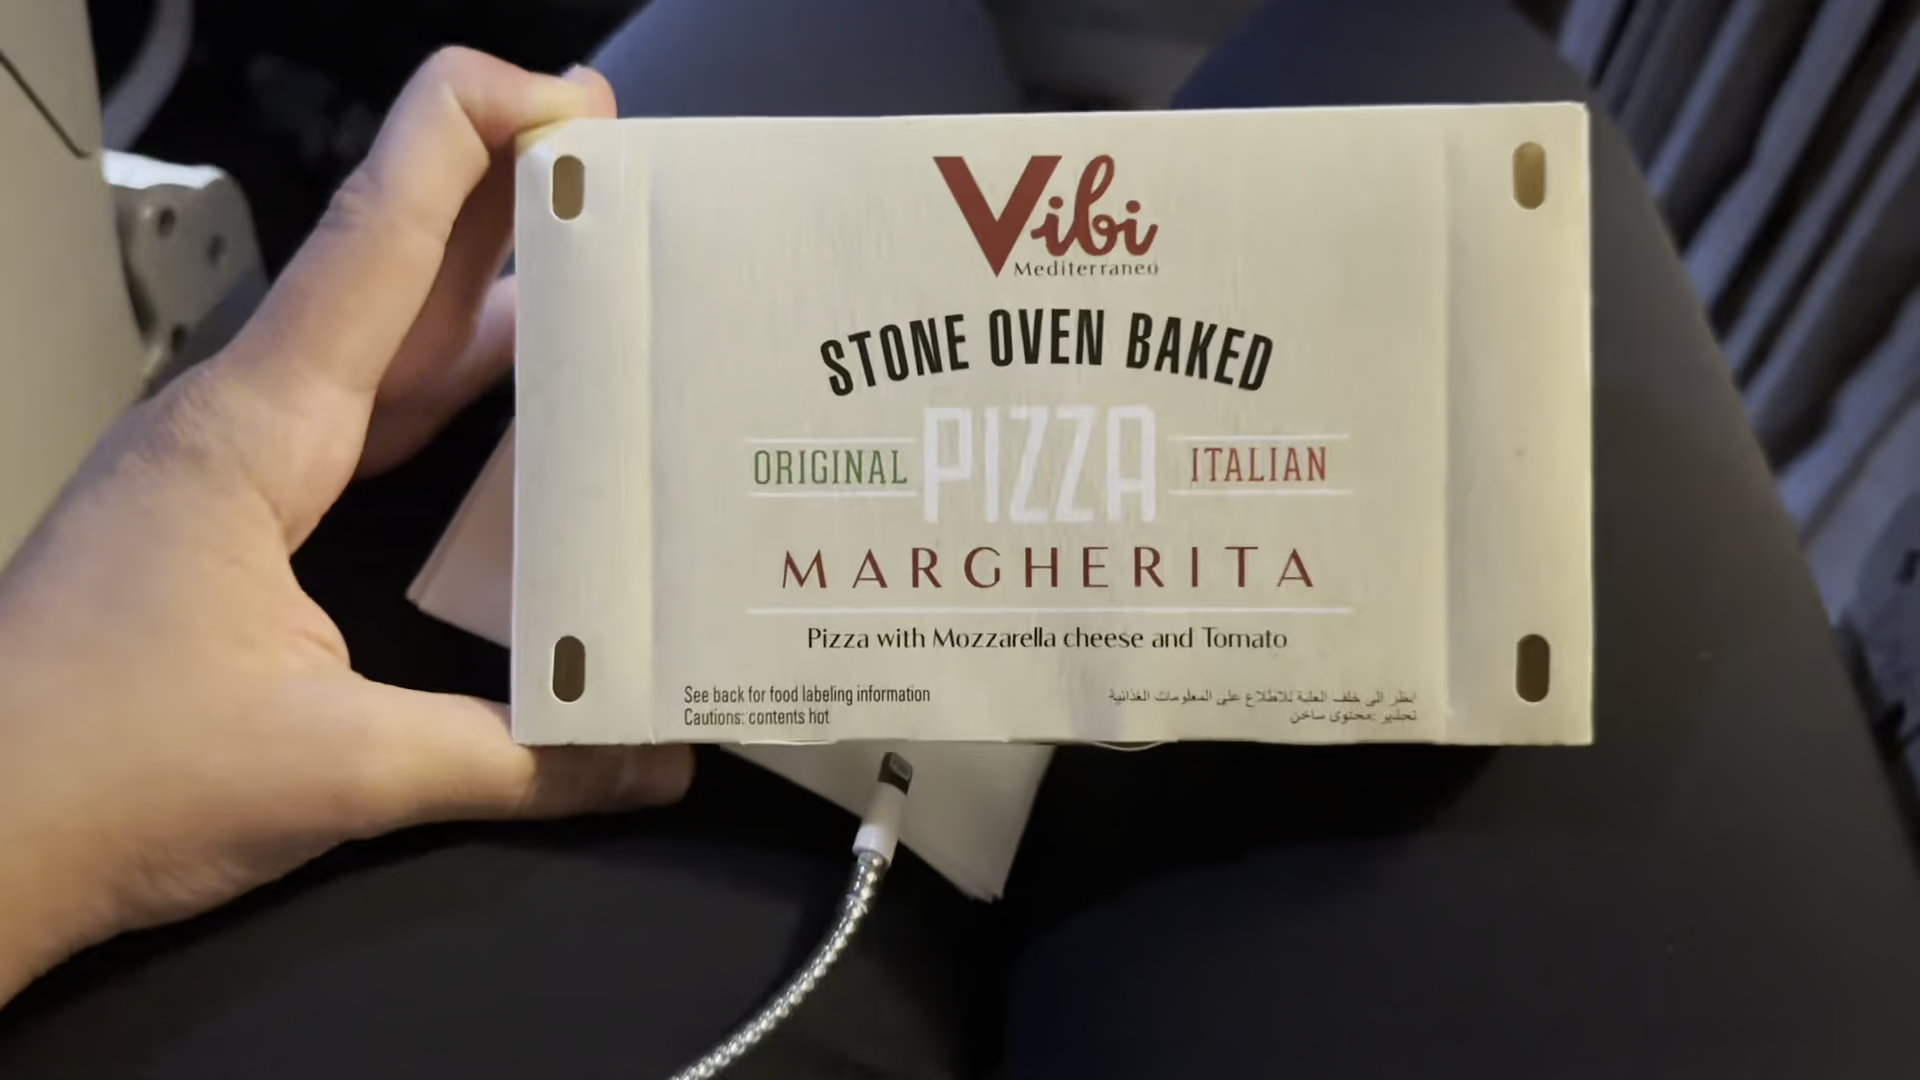 Vibi
Mediterraneo
STONE OVEN BAKED
ORIGINAL PIZZA ITALIAN
MARGHERITA
Pizza with Mozzarella cheese and Tomato
See back for food labeling information
Cautions: contents hot
انظر الى خلف العلبة للاطلاع على المعلومات الغذائية
تحذير :محتوى ساخن